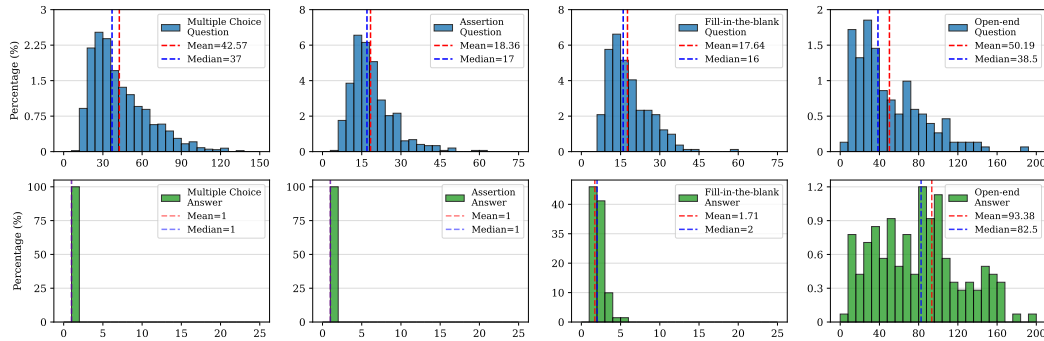 Percentage (%)
3
2.25
1.5
0.75
0
0 30 60 90 120 150
Multiple Choice
Question
Mean=42.57
Median=37
8
6
4
2
0
0 15 30 45 60 75
Assertion
Question
Mean=18.36
Median=17
8
6
4
2
0
0 15 30 45 60 75
Fill-in-the-blank
Question
Mean=17.64
Median=16
2
1
1
0
0
0 40 80 120 160 200
Open-end
Question
Mean=50.19
Median=38.5
Percentage (%)
100
75
50
25
0
0 5 10 15 20 25
Multiple Choice
Answer
Mean=1
Median=1
100
75
50
25
0
0 5 10 15 20 25
Assertion
Answer
Mean=1
Median=1
40
30
20
10
0
0 5 10 15 20 25
Fill-in-the-blank
Answer
Mean=1.71
Median=2
1.2
0.9
0.6
0.3
0
0 40 80 120 160 200
Open-end
Answer
Mean=93.38
Median=82.5